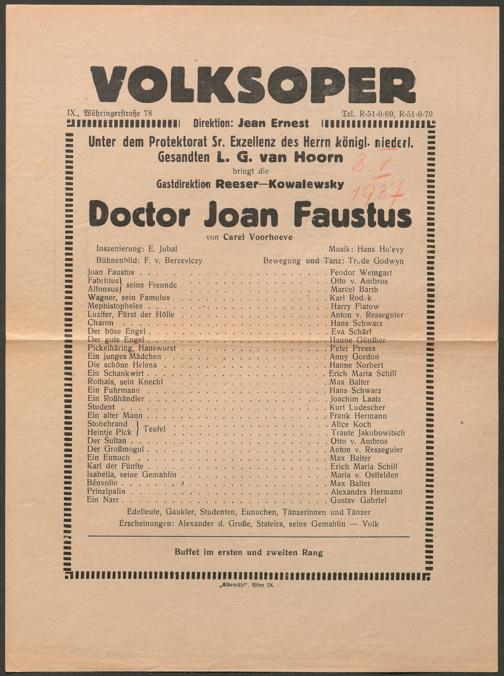 VOLKSOPER
IX., Währingerstraße 78 Tel. R-51-0-69, R-51-0-70
Direktion: Jean Ernest
Unter dem Protektorat Sr. Exzellenz des Herrn königl. niederl.
Gesandten L. G. van Hoorn
bringt die
Gastdirektion Reeser—Kowalewsky
8. V.
1937
Doctor Joan Faustus
von Carel Voorhoeve
Inszenierung: E. Jubal Musik: Hans Holevy
Bühnenbild: F. v. Berzeviczy Bewegung und Tanz: Trude Godwyn
Joan Faustus . . . Feodor Weingart
Fabritius } seine Freunde . . . Otto v. Ambros
Alfonsus } . . . Marcel Barth
Wagner, sein Famulus . . . Karl Rodek
Mephistopheles . . . Harry Flatow
Luzifer, Fürst der Hölle . . . Anton v. Resseguier
Charon . . . Hans Schwarz
Der böse Engel . . . Eva Schärf
Der gute Engel . . . Hanne Günther
Pickelhäring, Hanswurst . . . Peter Preses
Ein junges Mädchen . . . Anny Gordon
Die schöne Helena . . . Hanne Norbert
Ein Schankwirt . . . Erich Maria Schill
Rothals, sein Knecht . . . Max Balter
Ein Fuhrmann . . . Hans Schwarz
Ein Roßhändler . . . Joachim Laatz
Student . . . Kurt Ludescher
Ein alter Mann . . . Frank Hermann
Stohebrand } Teufel . . . Alice Koch
Heintje Pick } . . . Traute Jakobowitsch
Der Sultan . . . Otto v. Ambros
Der Großmogul . . . Anton v. Resseguier
Ein Eunuch . . . Max Balter
Karl der Fünfte . . . Erich Maria Schill
Isabella, seine Gemahlin . . . Maria v. Ostfelden
Bénvolio . . . Max Balter
Prinzipalin . . . Alexandra Hermann
Ein Narr . . . Gustav Gabriel
Edelleute, Gaukler, Studenten, Eunuchen, Tänzerinnen und Tänzer
Erscheinungen: Alexander d. Große, Stateira, seine Gemahlin — Volk
Buffet im ersten und zweiten Rang
„Albemühl“, Wien IX.